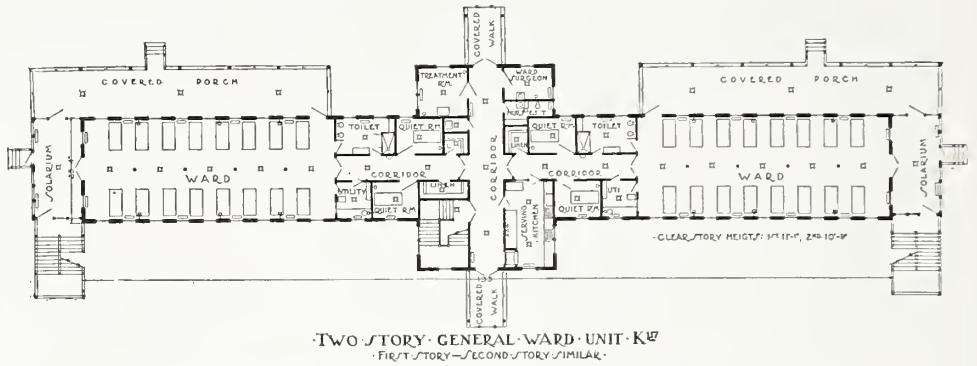 COVERED WALK
TREATMENT RM.
WARD SURGEON
COVERED PORCH
COVERED PORCH
TOILET
QUIET RM.
QUIET RM.
TOILET
LINEN
SOLARIUM
WARD
CORRIDOR
CORRIDOR
CORRIDOR
WARD
SOLARIUM
UTILITY
QUIET RM.
LINEN
SERVING KITCHEN
QUIET RM.
UTI
·CLEAR STORY HEIGTS: 1ST 11'-1", 2ND 10'-9"
COVERED WALK
·TWO·STORY·GENERAL·WARD·UNIT·K
·FIRST·STORY—SECOND·STORY·SIMILAR·